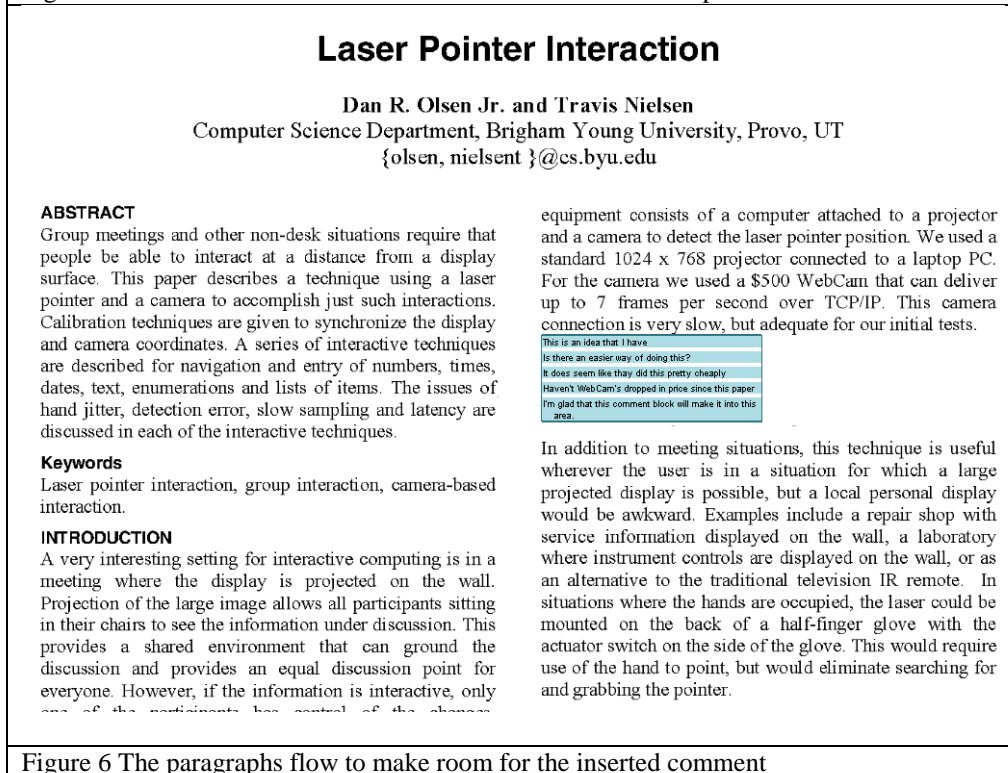 Laser Pointer Interaction
Dan R. Olsen Jr. and Travis Nielsen
Computer Science Department, Brigham Young University, Provo, UT
{olsen, nielsent }@cs.byu.edu
ABSTRACT
Group meetings and other non-desk situations require that
people be able to interact at a distance from a display
surface. This paper describes a technique using a laser
pointer and a camera to accomplish just such interactions.
Calibration techniques are given to synchronize the display
and camera coordinates. A series of interactive techniques
are described for navigation and entry of numbers, times,
dates, text, enumerations and lists of items. The issues of
hand jitter, detection error, slow sampling and latency are
discussed in each of the interactive techniques.
Keywords
Laser pointer interaction, group interaction, camera-based
interaction.
INTRODUCTION
A very interesting setting for interactive computing is in a
meeting where the display is projected on the wall.
Projection of the large image allows all participants sitting
in their chairs to see the information under discussion. This
provides a shared environment that can ground the
discussion and provides an equal discussion point for
everyone. However, if the information is interactive, only
equipment consists of a computer attached to a projector
and a camera to detect the laser pointer position. We used a
standard 1024 x 768 projector connected to a laptop PC.
For the camera we used a $500 WebCam that can deliver
up to 7 frames per second over TCP/IP. This camera
connection is very slow, but adequate for our initial tests.
This is an idea that I have
Is there an easier way of doing this?
It does seem like thay did this pretty cheaply
Haven't WebCam's dropped in price since this paper
I'm glad that this comment block will make it into this
area.
In addition to meeting situations, this technique is useful
wherever the user is in a situation for which a large
projected display is possible, but a local personal display
would be awkward. Examples include a repair shop with
service information displayed on the wall, a laboratory
where instrument controls are displayed on the wall, or as
an alternative to the traditional television IR remote. In
situations where the hands are occupied, the laser could be
mounted on the back of a half-finger glove with the
actuator switch on the side of the glove. This would require
use of the hand to point, but would eliminate searching for
and grabbing the pointer.
Figure 6 The paragraphs flow to make room for the inserted comment